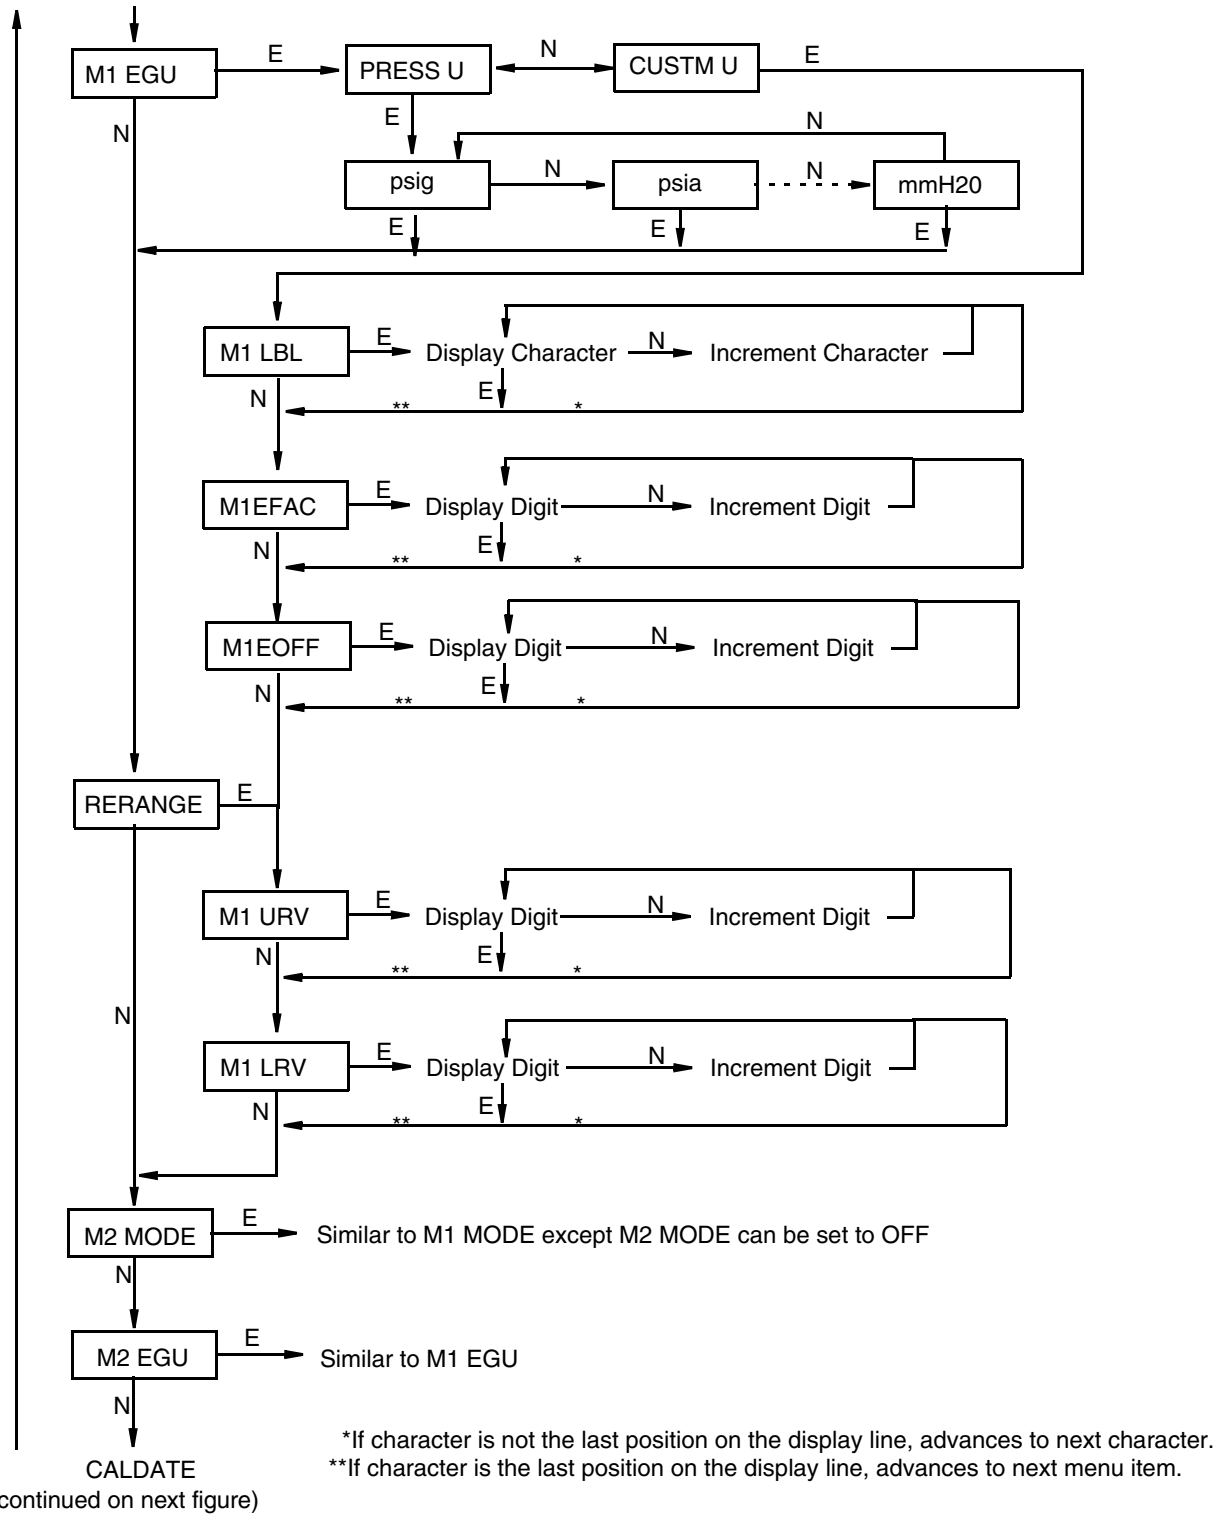 M1 EGU
E
PRESS U
N
CUSTM U
E
E
N
N
psig
N
psia
N
mmH20
E
E
E
M1 LBL
E
Display Character
N
Increment Character
N
E
**
*
M1EFAC
E
Display Digit
N
Increment Digit
N
E
**
*
M1EOFF
E
Display Digit
N
Increment Digit
N
E
**
*
RERANGE
E
M1 URV
E
Display Digit
N
Increment Digit
N
E
**
*
N
M1 LRV
E
Display Digit
N
Increment Digit
N
E
**
*
M2 MODE
E
Similar to M1 MODE except M2 MODE can be set to OFF
N
M2 EGU
E
Similar to M1 EGU
N
CALDATE
continued on next figure)
*If character is not the last position on the display line, advances to next character.
**If character is the last position on the display line, advances to next menu item.